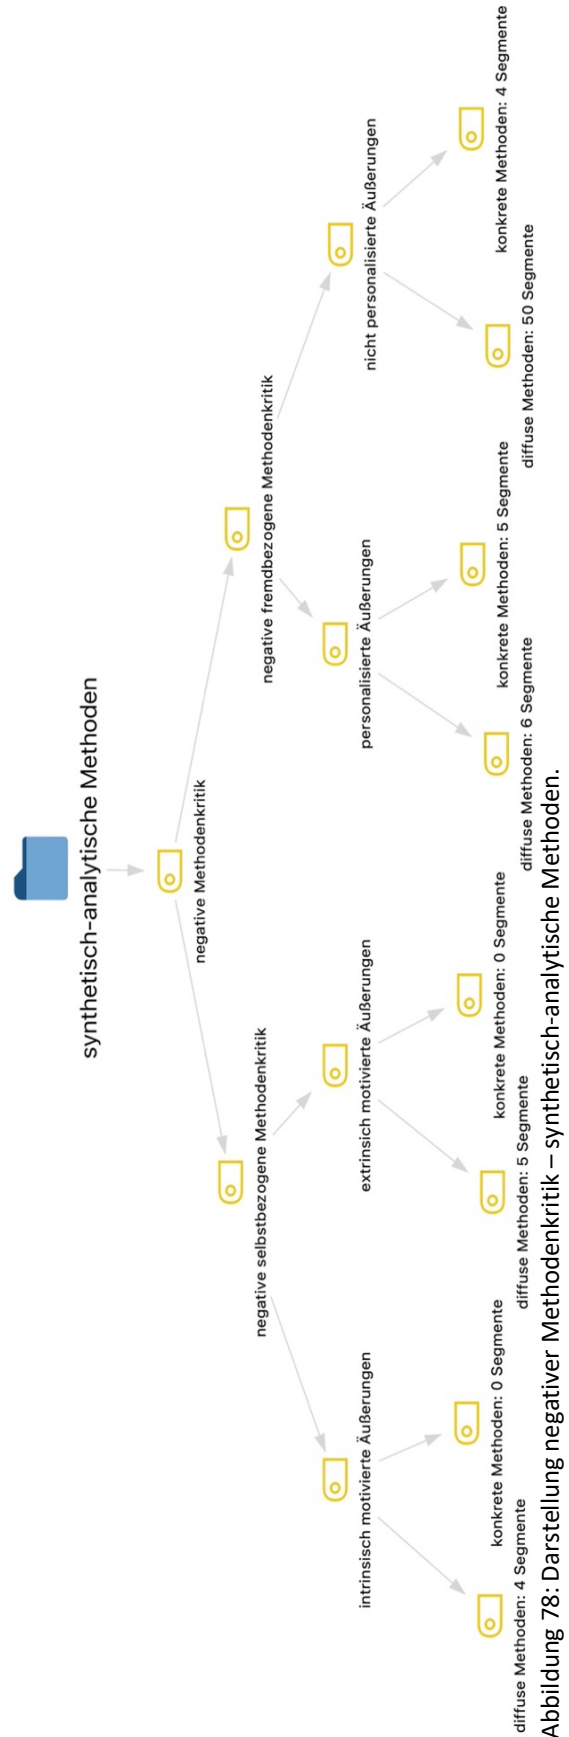 synthetisch-analytische Methoden
negative Methodenkritik
negative selbstbezogene Methodenkritik
negative fremdbezogene Methodenkritik
intrinsisch motivierte Äußerungen
extrinsich motivierte Äußerungen
personalisierte Äußerungen
nicht personalisierte Äußerungen
diffuse Methoden: 4 Segmente
konkrete Methoden: 0 Segmente
diffuse Methoden: 5 Segmente
konkrete Methoden: 0 Segmente
diffuse Methoden: 6 Segmente
konkrete Methoden: 5 Segmente
diffuse Methoden: 50 Segmente
konkrete Methoden: 4 Segmente
Abbildung 78: Darstellung negativer Methodenkritik – synthetisch-analytische Methoden.